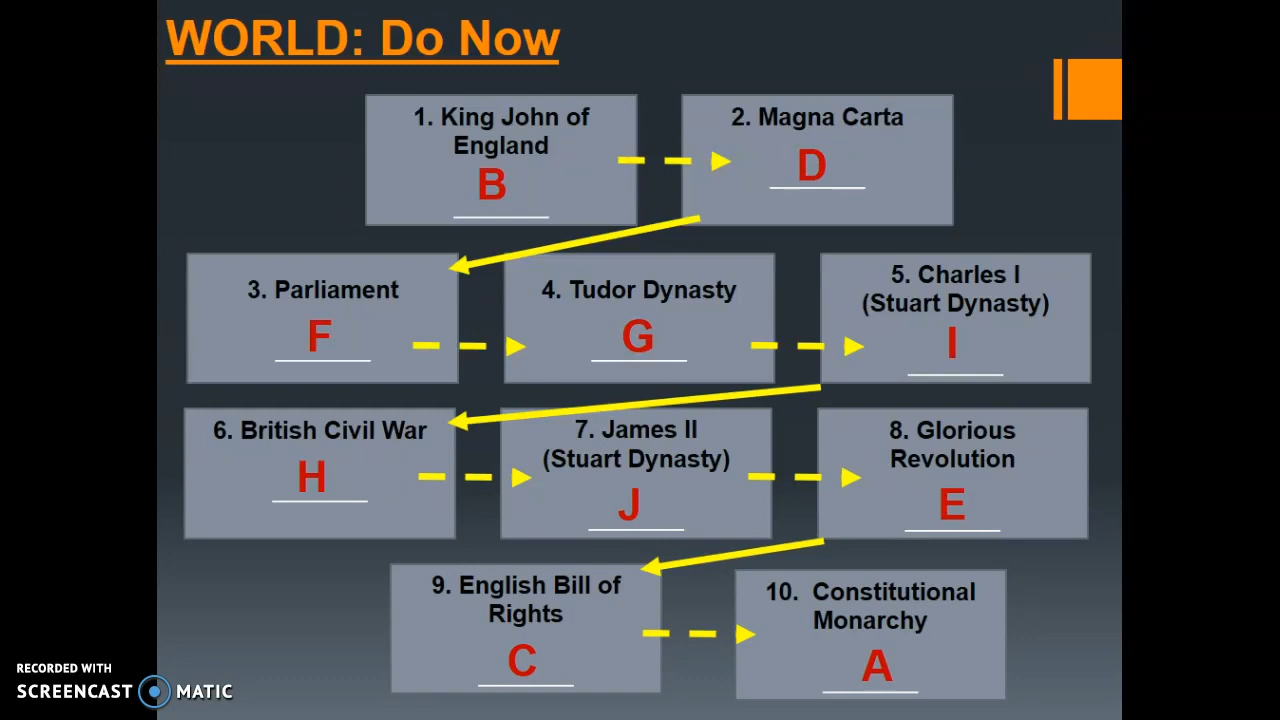 WORLD: Do Now
1. King John of
England
B
2. Magna Carta
D
3. Parliament
F
4. Tudor Dynasty
G
5. Charles I
(Stuart Dynasty)
I
6. British Civil War
H
7. James II
(Stuart Dynasty)
J
8. Glorious
Revolution
E
9. English Bill of
Rights
C
10. Constitutional
Monarchy
A
RECORDED WITH
SCREENCAST MATIC